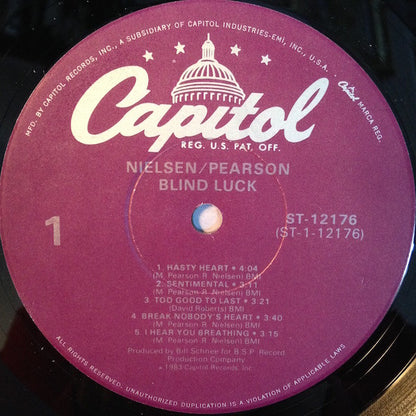 MFD. BY CAPITOL RECORDS, INC., A SUBSIDIARY OF CAPITOL INDUSTRIES-EMI, INC., U.S.A.
Capitol MARCA REG.
Capitol
REG. U.S. PAT. OFF.
NIELSEN/PEARSON
BLIND LUCK
1
ST-12176
(ST-1-12176)
1. HASTY HEART • 4:04
(M. Pearson R. Nielsen) BMI
2. SENTIMENTAL • 3:11
(M. Pearson R. Nielsen) BMI
3. TOO GOOD TO LAST • 3:21
(David Roberts) BMI
4. BREAK NOBODY'S HEART • 3:40
(M. Pearson R. Nielsen) BMI
5. I HEAR YOU BREATHING • 3:15
(M. Pearson R. Nielsen) BMI
Produced by Bill Schnee for B.S.P. Record
Production Company
℗ 1983 Capitol Records, Inc.
ALL RIGHTS RESERVED. UNAUTHORIZED DUPLICATION IS A VIOLATION OF APPLICABLE LAWS